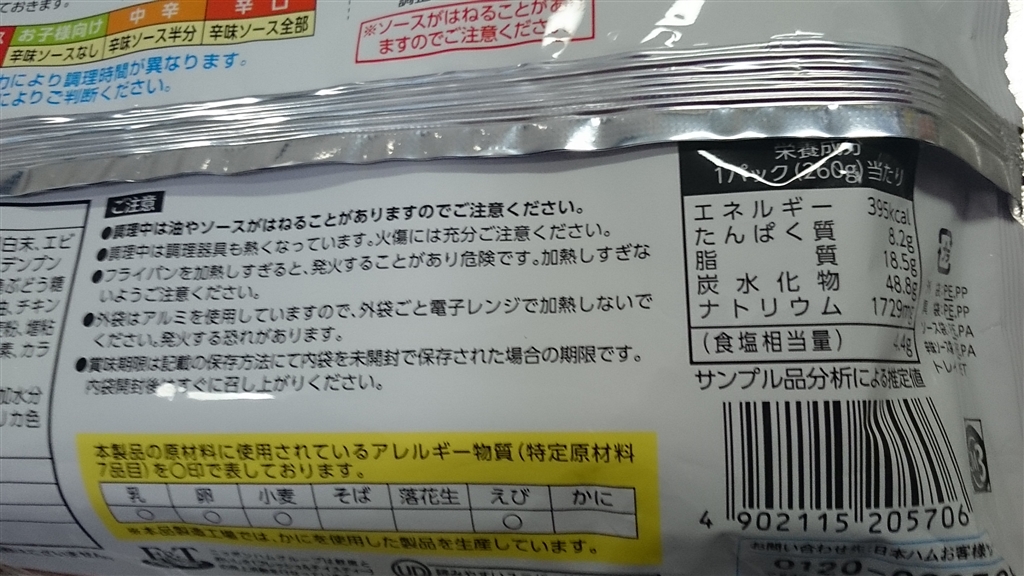 ておきます。
中辛
辛口
お子様向け
辛味ソースなし
辛味ソース半分
辛味ソース全部
力により調理時間が異なります。
によりご判断ください。
※ソースがはねることがあり
ますのでご注意ください
ご注意
●調理中は油やソースがはねることがありますのでご注意ください。
●調理中は調理器具も熱くなっています。火傷には充分ご注意ください。
●フライパンを加熱しすぎると、発火することがあり危険です。加熱しすぎな
いようご注意ください。
●外袋はアルミを使用していますので、外袋ごと電子レンジで加熱しないで
ください。発火する恐れがあります。
●賞味期限は記載の保存方法にて内袋を未開封で保存された場合の期限です。
内袋開封後はすぐに召し上がりください。
白末、エビ
デンプン
ぶどう糖
チキン
カラ
加水分
リカ色
栄養成分
1パック(260g)当たり
エネルギー 395kcal
たんぱく質 8.2g
脂質 18.5g
炭水化物 48.8g
ナトリウム 1729mg
(食塩相当量) 4.4g
サンプル品分析による推定値
本製品の原材料に使用されているアレルギー物質(特定原材料
7品目)を○印で表しております。
乳 卵 小麦 そば 落花生 えび かに
○ ○ ○ ○
※本品製造工場では、かにを使用した製品を生産しています。
4 902115 205706
お問い合わせ先:日本ハムお客様
0120-